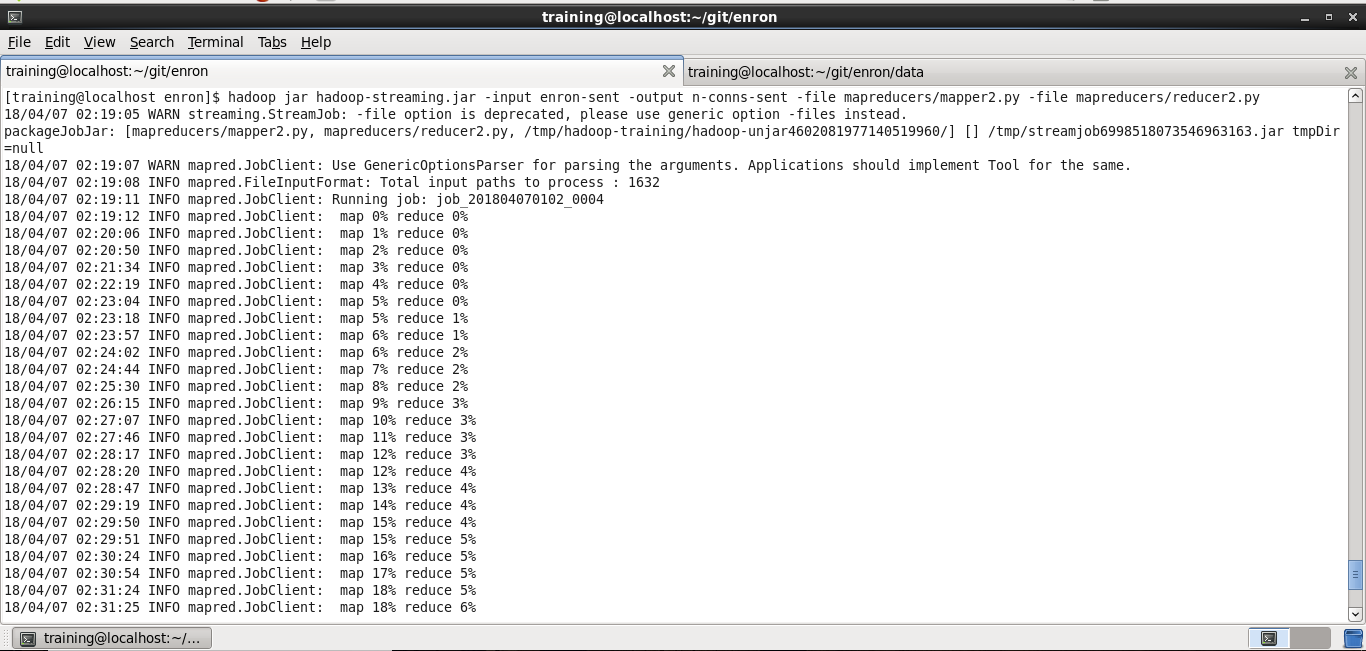 training@localhost:~/git/enron
File Edit View Search Terminal Tabs Help
training@localhost:~/git/enron
training@localhost:~/git/enron/data
[training@localhost enron]$ hadoop jar hadoop-streaming.jar -input enron-sent -output n-conns-sent -file mapreducers/mapper2.py -file mapreducers/reducer2.py
18/04/07 02:19:05 WARN streaming.StreamJob: -file option is deprecated, please use generic option -files instead.
packageJobJar: [mapreducers/mapper2.py, mapreducers/reducer2.py, /tmp/hadoop-training/hadoop-unjar4602081977140519960/] [] /tmp/streamjob6998518073546963163.jar tmpDir
=null
18/04/07 02:19:07 WARN mapred.JobClient: Use GenericOptionsParser for parsing the arguments. Applications should implement Tool for the same.
18/04/07 02:19:08 INFO mapred.FileInputFormat: Total input paths to process : 1632
18/04/07 02:19:11 INFO mapred.JobClient: Running job: job_201804070102_0004
18/04/07 02:19:12 INFO mapred.JobClient:  map 0% reduce 0%
18/04/07 02:20:06 INFO mapred.JobClient:  map 1% reduce 0%
18/04/07 02:20:50 INFO mapred.JobClient:  map 2% reduce 0%
18/04/07 02:21:34 INFO mapred.JobClient:  map 3% reduce 0%
18/04/07 02:22:19 INFO mapred.JobClient:  map 4% reduce 0%
18/04/07 02:23:04 INFO mapred.JobClient:  map 5% reduce 0%
18/04/07 02:23:18 INFO mapred.JobClient:  map 5% reduce 1%
18/04/07 02:23:57 INFO mapred.JobClient:  map 6% reduce 1%
18/04/07 02:24:02 INFO mapred.JobClient:  map 6% reduce 2%
18/04/07 02:24:44 INFO mapred.JobClient:  map 7% reduce 2%
18/04/07 02:25:30 INFO mapred.JobClient:  map 8% reduce 2%
18/04/07 02:26:15 INFO mapred.JobClient:  map 9% reduce 3%
18/04/07 02:27:07 INFO mapred.JobClient:  map 10% reduce 3%
18/04/07 02:27:46 INFO mapred.JobClient:  map 11% reduce 3%
18/04/07 02:28:17 INFO mapred.JobClient:  map 12% reduce 3%
18/04/07 02:28:20 INFO mapred.JobClient:  map 12% reduce 4%
18/04/07 02:28:47 INFO mapred.JobClient:  map 13% reduce 4%
18/04/07 02:29:19 INFO mapred.JobClient:  map 14% reduce 4%
18/04/07 02:29:50 INFO mapred.JobClient:  map 15% reduce 4%
18/04/07 02:29:51 INFO mapred.JobClient:  map 15% reduce 5%
18/04/07 02:30:24 INFO mapred.JobClient:  map 16% reduce 5%
18/04/07 02:30:54 INFO mapred.JobClient:  map 17% reduce 5%
18/04/07 02:31:24 INFO mapred.JobClient:  map 18% reduce 5%
18/04/07 02:31:25 INFO mapred.JobClient:  map 18% reduce 6%
training@localhost:~/...